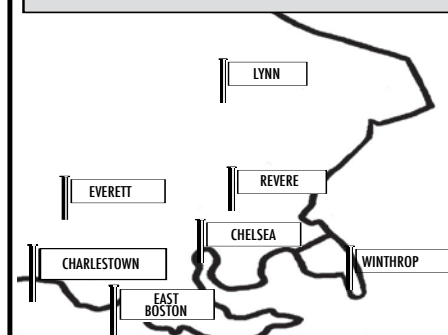 LYNN
REVERE
EVERETT
CHELSEA
CHARLESTOWN
WINTHROP
EAST
BOSTON